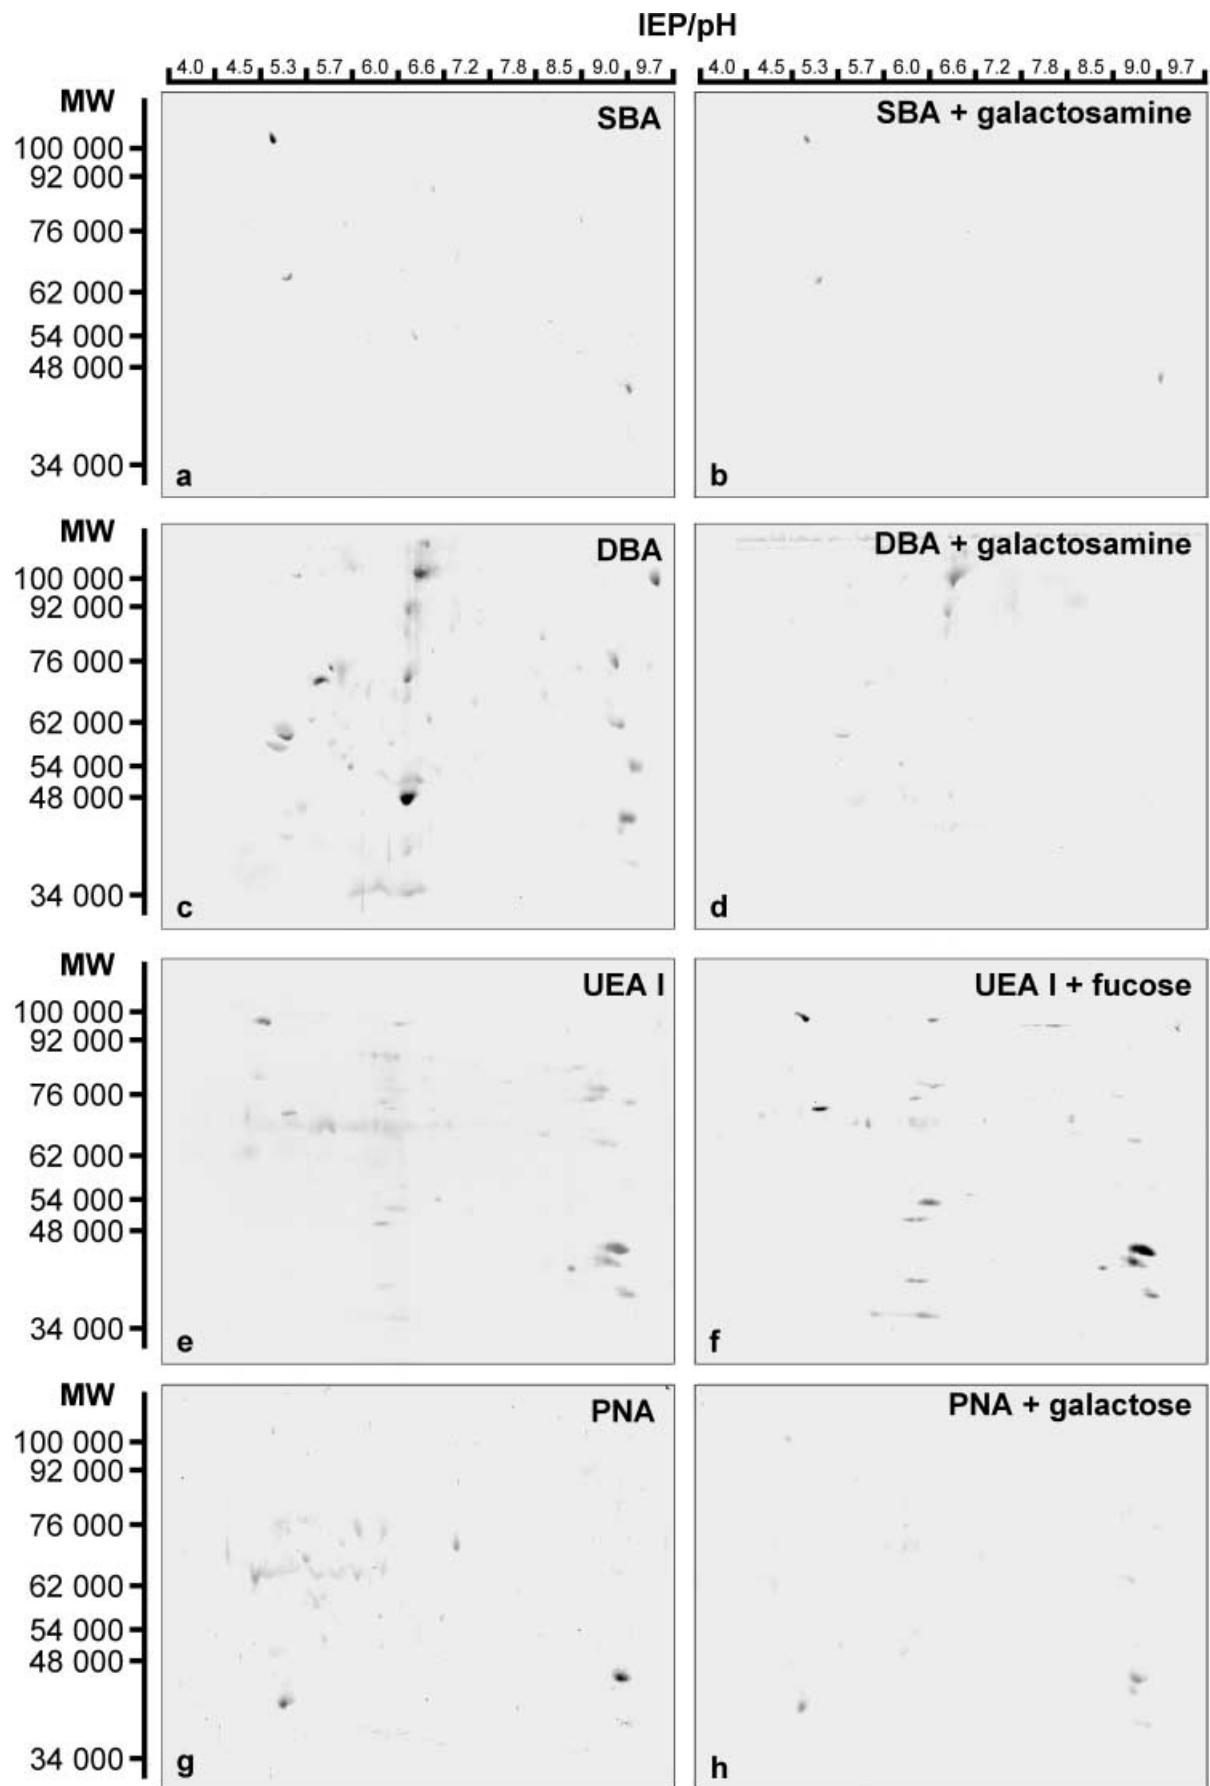 IEP/pH
4.0 4.5 5.3 5.7 6.0 6.6 7.2 7.8 8.5 9.0 9.7 4.0 4.5 5.3 5.7 6.0 6.6 7.2 7.8 8.5 9.0 9.7
MW SBA SBA + galactosamine
100 000
92 000
76 000
62 000
54 000
48 000
34 000
a b
MW DBA DBA + galactosamine
100 000
92 000
76 000
62 000
54 000
48 000
34 000
c d
MW UEA I UEA I + fucose
100 000
92 000
76 000
62 000
54 000
48 000
34 000
e f
MW PNA PNA + galactose
100 000
92 000
76 000
62 000
54 000
48 000
34 000
g h